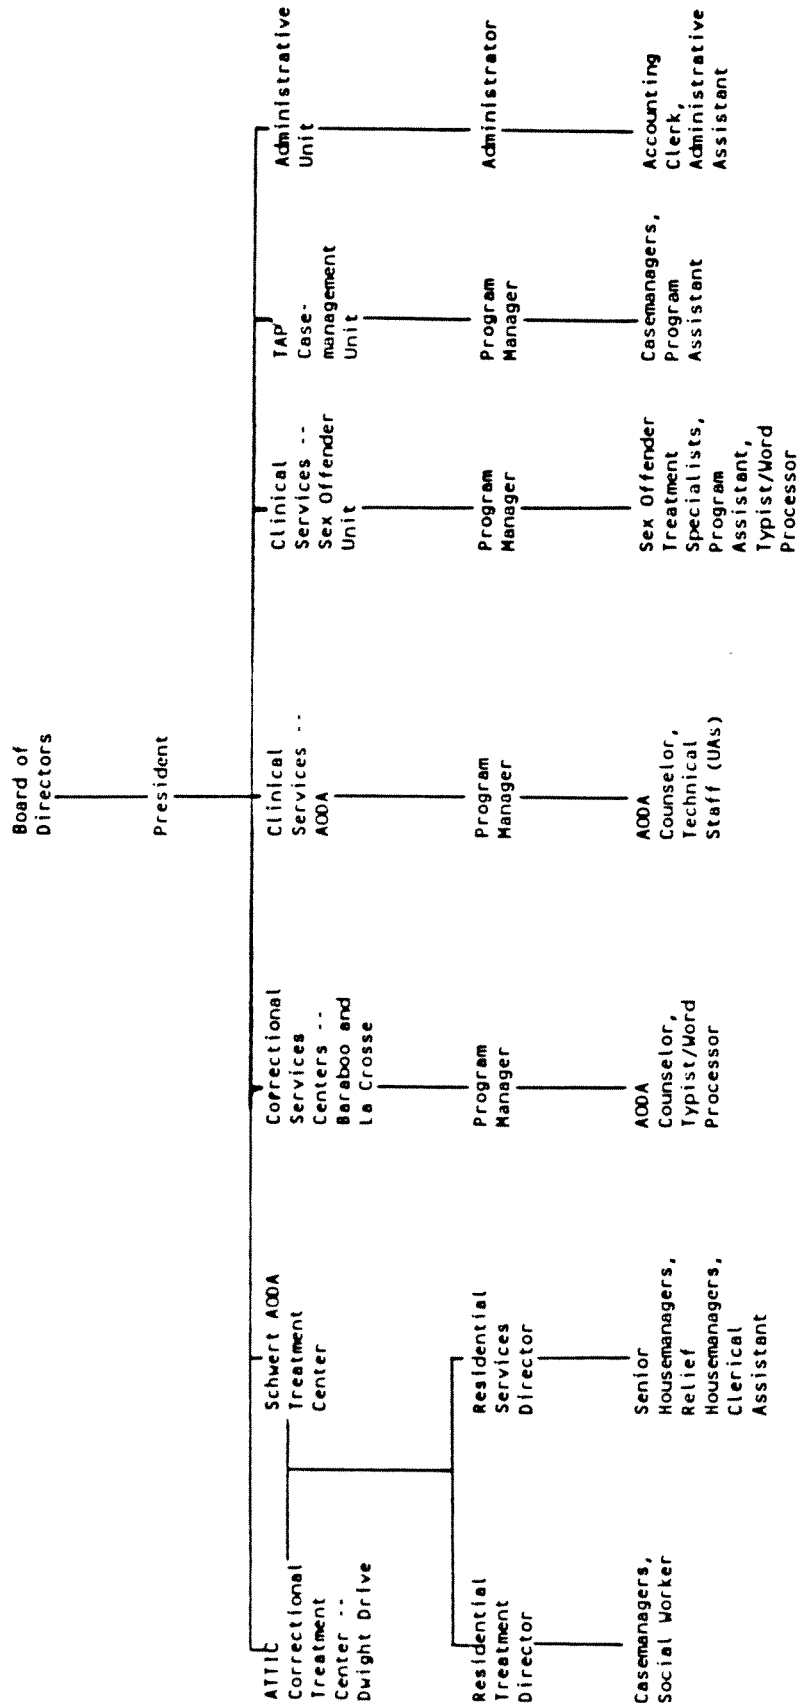 Board of
Directors
President
ATTIC
Correctional
Treatment
Center --
Dwight Drive
Schwert AODA
Treatment
Center
Correctional
Services
Centers --
Baraboo and
La Crosse
Clinical
Services --
AODA
Clinical
Services --
Sex Offender
Unit
TAP
Case-
management
Unit
Administrative
Unit
Residential
Treatment
Director
Residential
Services
Director
Program
Manager
Program
Manager
Program
Manager
Program
Manager
Administrator
Casemanagers,
Social Worker
Senior
Housemanagers,
Relief
Housemanagers,
Clerical
Assistant
AODA
Counselor,
Typist/Word
Processor
AODA
Counselor,
Technical
Staff (UAs)
Sex Offender
Treatment
Specialists,
Program
Assistant,
Typist/Word
Processor
Casemanagers,
Program
Assistant
Accounting
Clerk,
Administrative
Assistant